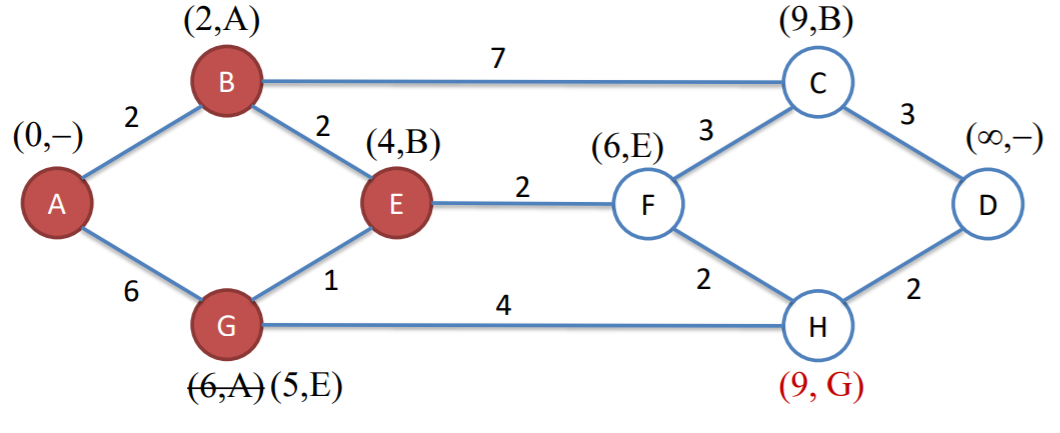 (2,A)
(9,B)
B
7
C
2
2
3
3
(0,–)
(4,B)
(6,E)
(∞,–)
A
E
2
F
D
6
1
2
2
G
4
H
(6,A) (5,E)
(9, G)